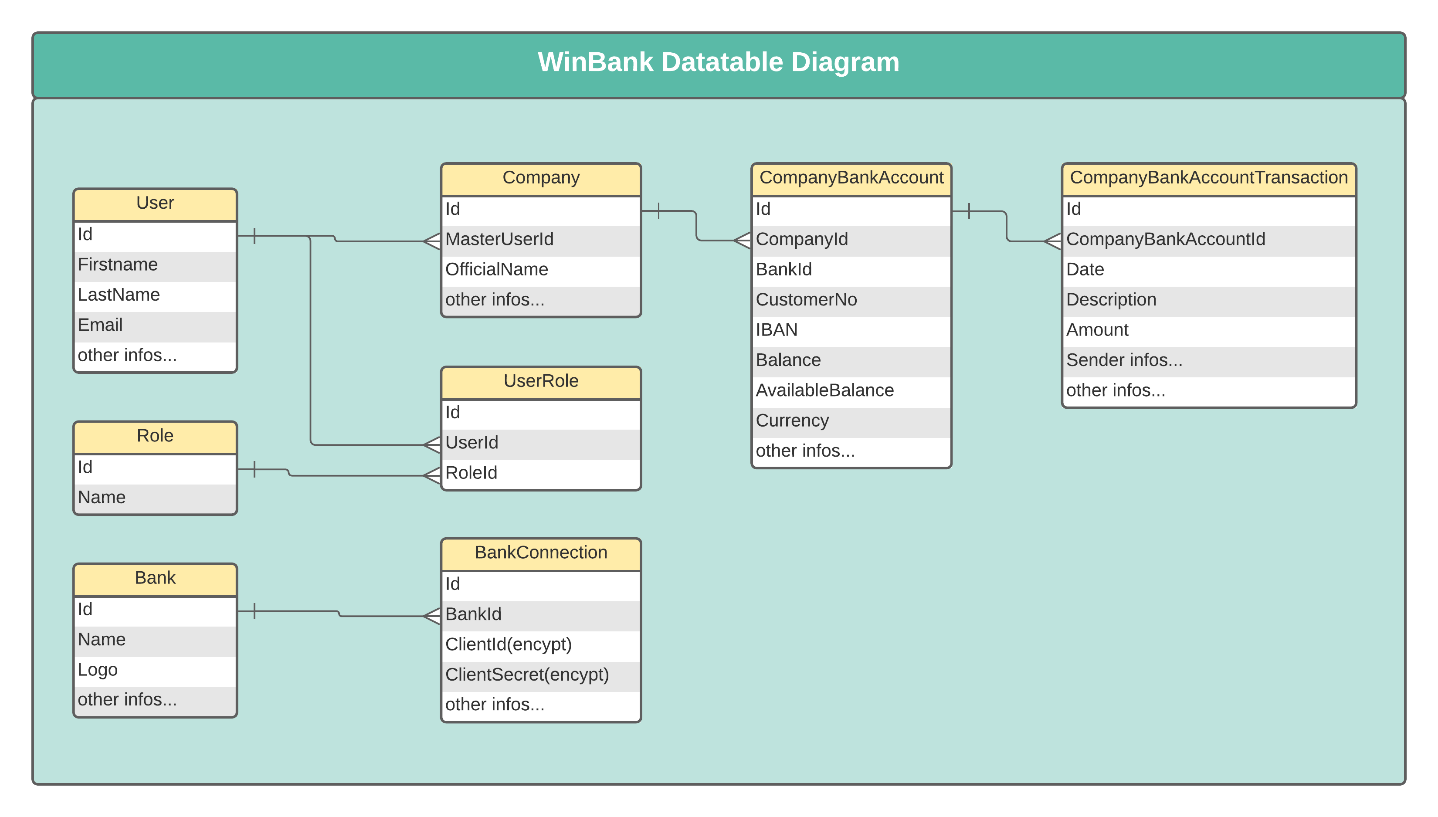 WinBank Datatable Diagram
User
Id
Firstname
LastName
Email
other infos...
Role
Id
Name
Bank
Id
Name
Logo
other infos...
Company
Id
MasterUserId
OfficialName
other infos...
UserRole
Id
UserId
RoleId
BankConnection
Id
BankId
ClientId(encypt)
ClientSecret(encypt)
other infos...
CompanyBankAccount
Id
CompanyId
BankId
CustomerNo
IBAN
Balance
AvailableBalance
Currency
other infos...
CompanyBankAccountTransaction
Id
CompanyBankAccountId
Date
Description
Amount
Sender infos...
other infos...